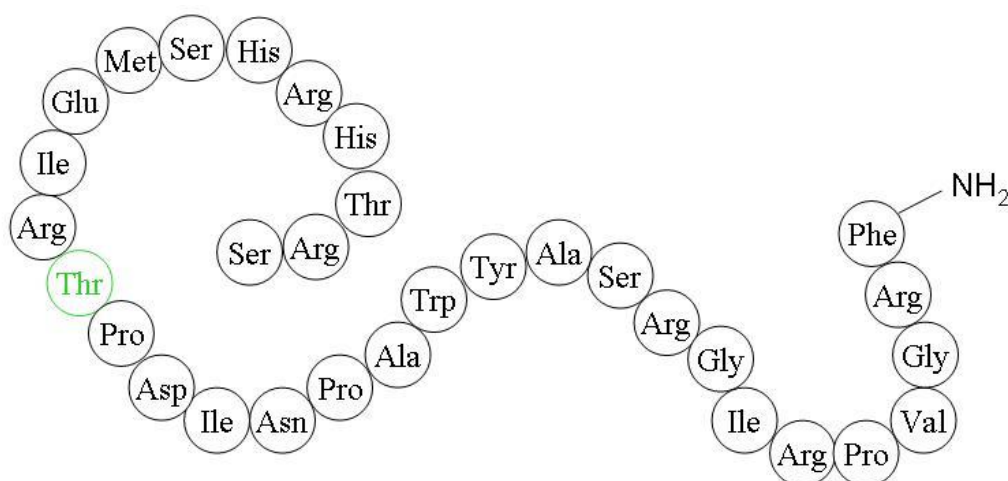 Ser
Arg
Thr
His
Arg
His
Ser
Met
Glu
Ile
Arg
Thr
Pro
Asp
Ile
Asn
Pro
Ala
Trp
Tyr
Ala
Ser
Arg
Gly
Ile
Arg
Pro
Val
Gly
Arg
Phe
NH₂